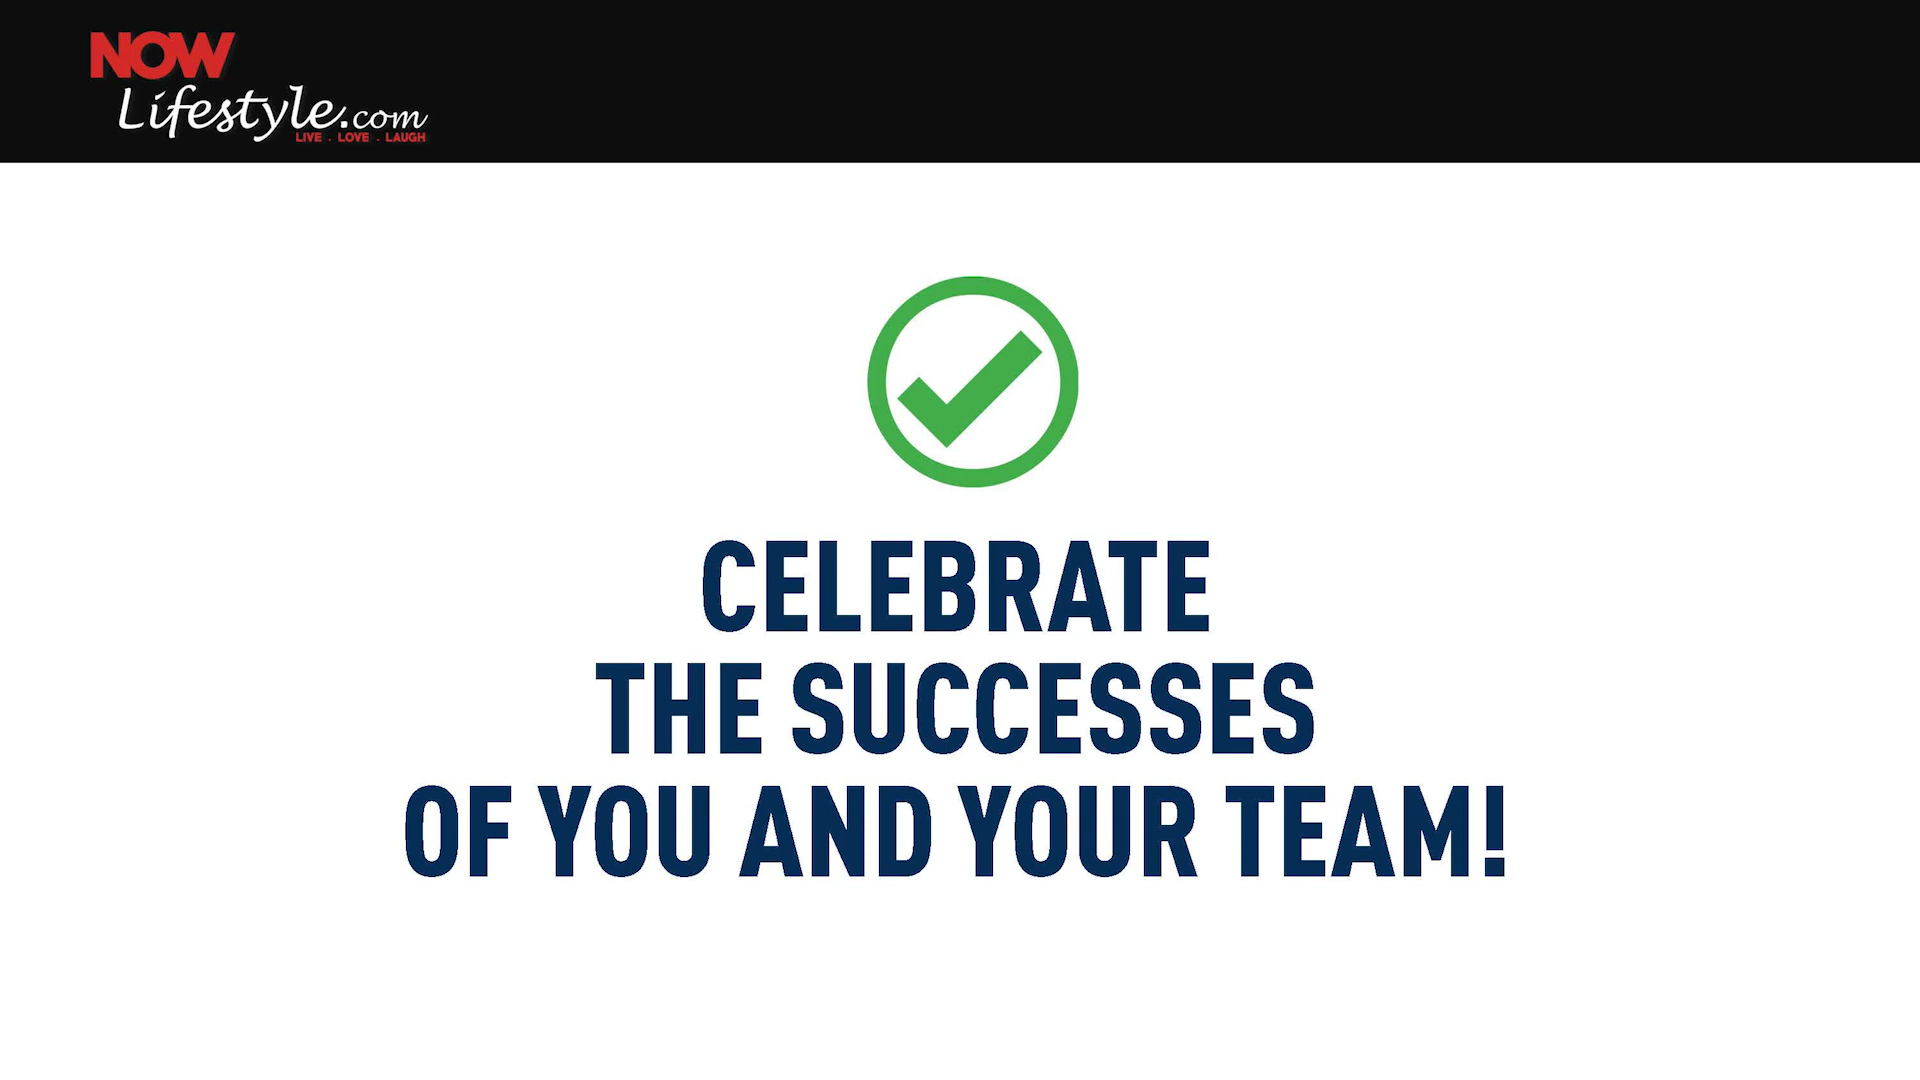 NOW
Lifestyle.com
LIVE . LOVE . LAUGH
CELEBRATE
THE SUCCESSES
OF YOU AND YOUR TEAM!